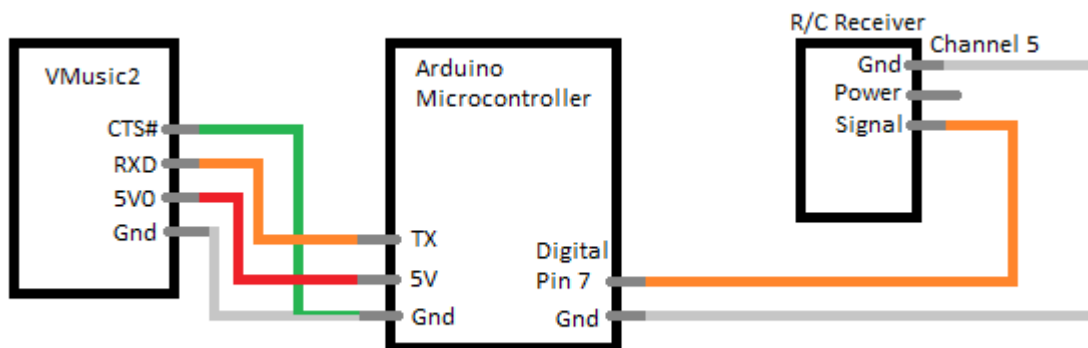 VMusic2
CTS#
RXD
5V0
Gnd
Arduino
Microcontroller
TX
5V
Gnd
Digital
Pin 7
Gnd
R/C Receiver
Channel 5
Gnd
Power
Signal